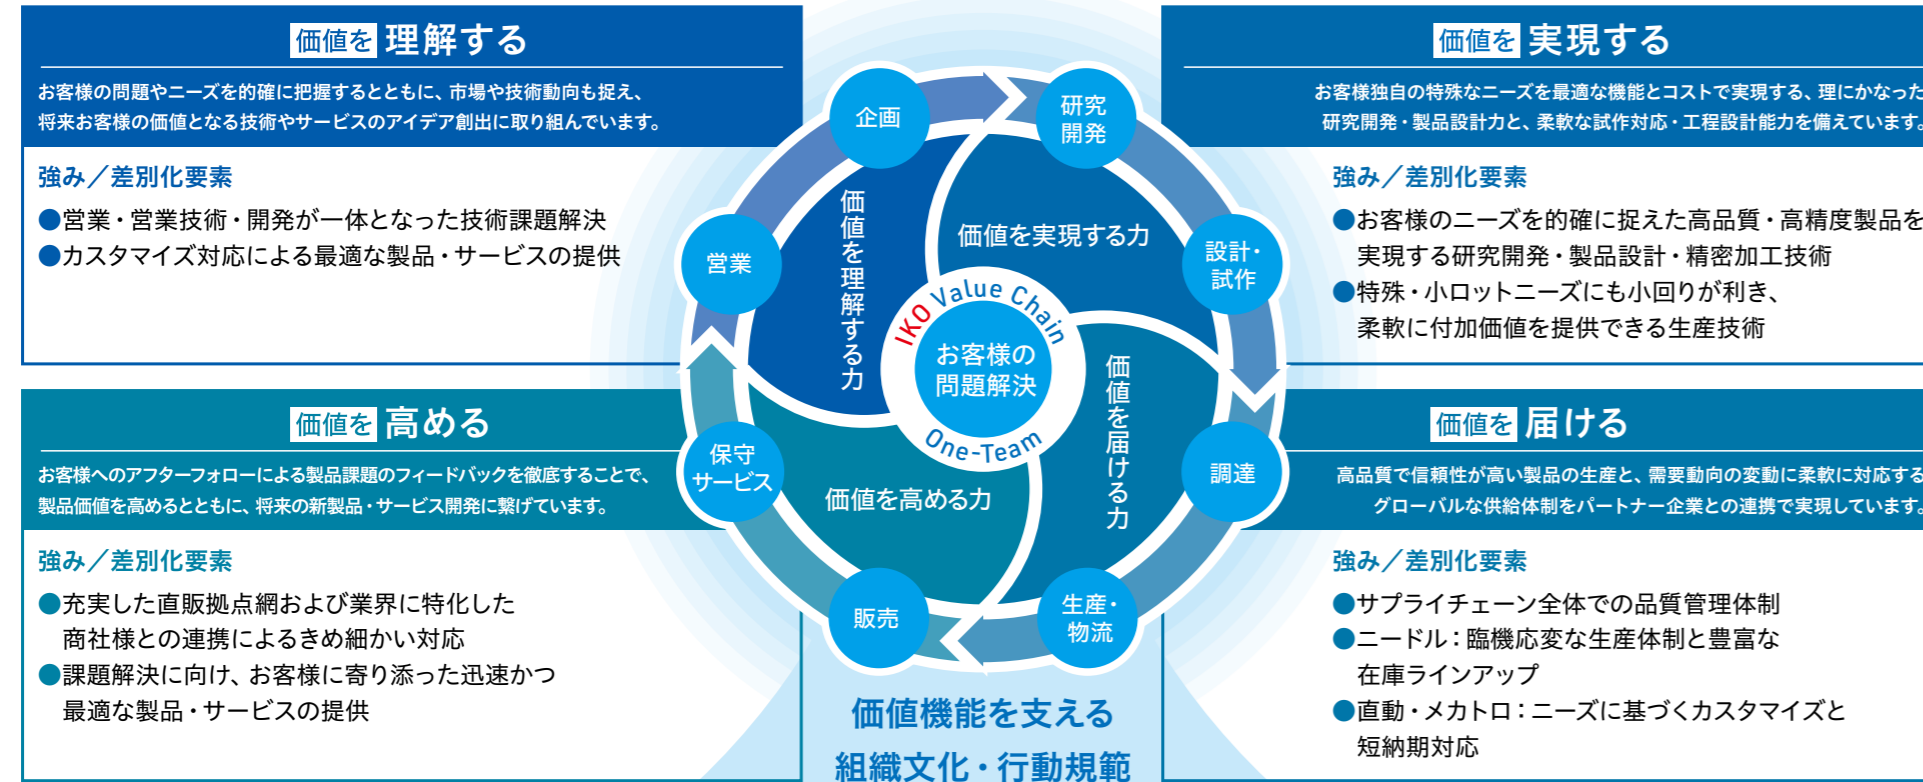 価値を 理解する
お客様の問題やニーズを的確に把握するとともに、市場や技術動向も捉え、
将来お客様の価値となる技術やサービスのアイデア創出に取り組んでいます。
強み／差別化要素
●営業・営業技術・開発が一体となった技術課題解決
●カスタマイズ対応による最適な製品・サービスの提供
価値を 実現する
お客様独自の特殊なニーズを最適な機能とコストで実現する、理にかなった
研究開発・製品設計力と、柔軟な試作対応・工程設計能力を備えています。
強み／差別化要素
●お客様のニーズを的確に捉えた高品質・高精度製品を
実現する研究開発・製品設計・精密加工技術
●特殊・小ロットニーズにも小回りが利き、
柔軟に付加価値を提供できる生産技術
企画
研究
開発
営業
設計・
試作
価値を理解する力
価値を実現する力
IKO Value Chain
お客様の
問題解決
One-Team
価値を届ける力
価値を高める力
保守
サービス
調達
販売
生産・
物流
価値を 高める
お客様へのアフターフォローによる製品課題のフィードバックを徹底することで、
製品価値を高めるとともに、将来の新製品・サービス開発に繋げています。
強み／差別化要素
●充実した直販拠点網および業界に特化した
商社様との連携によるきめ細かい対応
●課題解決に向け、お客様に寄り添った迅速かつ
最適な製品・サービスの提供
価値を 届ける
高品質で信頼性が高い製品の生産と、需要動向の変動に柔軟に対応する
グローバルな供給体制をパートナー企業との連携で実現しています。
強み／差別化要素
●サプライチェーン全体での品質管理体制
●ニードル：臨機応変な生産体制と豊富な
在庫ラインアップ
●直動・メカトロ：ニーズに基づくカスタマイズと
短納期対応
価値機能を支える
組織文化・行動規範